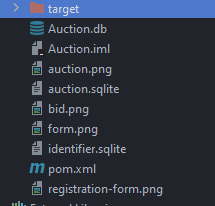 target
Auction.db
Auction.iml
auction.png
auction.sqlite
bid.png
form.png
identifier.sqlite
pom.xml
registration-form.png